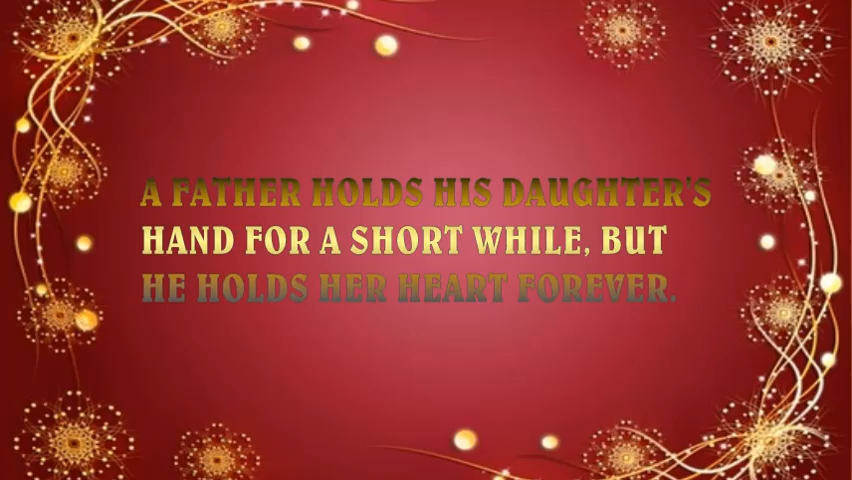 A FATHER HOLDS HIS DAUGHTER'S
HAND FOR A SHORT WHILE, BUT
HE HOLDS HER HEART FOREVER.